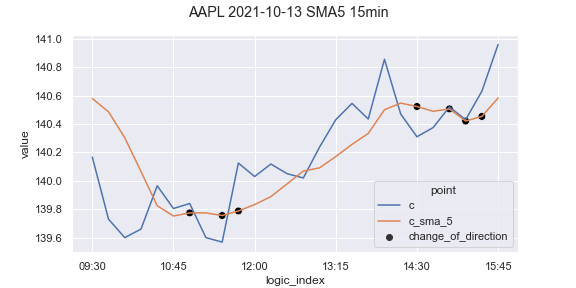 AAPL 2021-10-13 SMA5 15min
141.0
140.8
140.6
140.4
140.2
140.0
139.8
139.6
value
09:30 10:45 12:00 13:15 14:30 15:45
logic_index
point
c
c_sma_5
change_of_direction